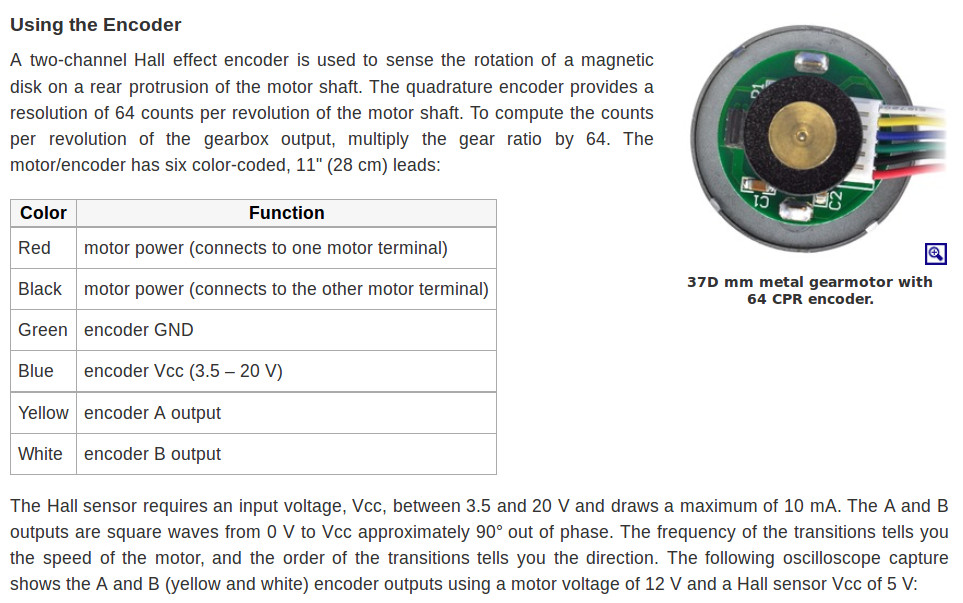 Using the Encoder
A two-channel Hall effect encoder is used to sense the rotation of a magnetic
disk on a rear protrusion of the motor shaft. The quadrature encoder provides a
resolution of 64 counts per revolution of the motor shaft. To compute the counts
per revolution of the gearbox output, multiply the gear ratio by 64. The
motor/encoder has six color-coded, 11" (28 cm) leads:
Color Function
Red motor power (connects to one motor terminal)
Black motor power (connects to the other motor terminal)
Green encoder GND
Blue encoder Vcc (3.5 – 20 V)
Yellow encoder A output
White encoder B output
C1
C2
37D mm metal gearmotor with
64 CPR encoder.
The Hall sensor requires an input voltage, Vcc, between 3.5 and 20 V and draws a maximum of 10 mA. The A and B
outputs are square waves from 0 V to Vcc approximately 90° out of phase. The frequency of the transitions tells you
the speed of the motor, and the order of the transitions tells you the direction. The following oscilloscope capture
shows the A and B (yellow and white) encoder outputs using a motor voltage of 12 V and a Hall sensor Vcc of 5 V: